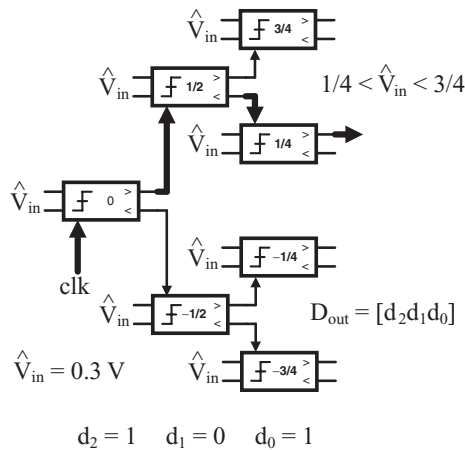 V̂in 3/4 > <
V̂in 1/2 > <
1/4 < V̂in < 3/4
V̂in 1/4 > <
V̂in 0 > <
clk
V̂in −1/4 > <
V̂in −1/2 > <
Dout = [d2d1d0]
V̂in = 0.3 V
V̂in −3/4 > <
d2 = 1 d1 = 0 d0 = 1